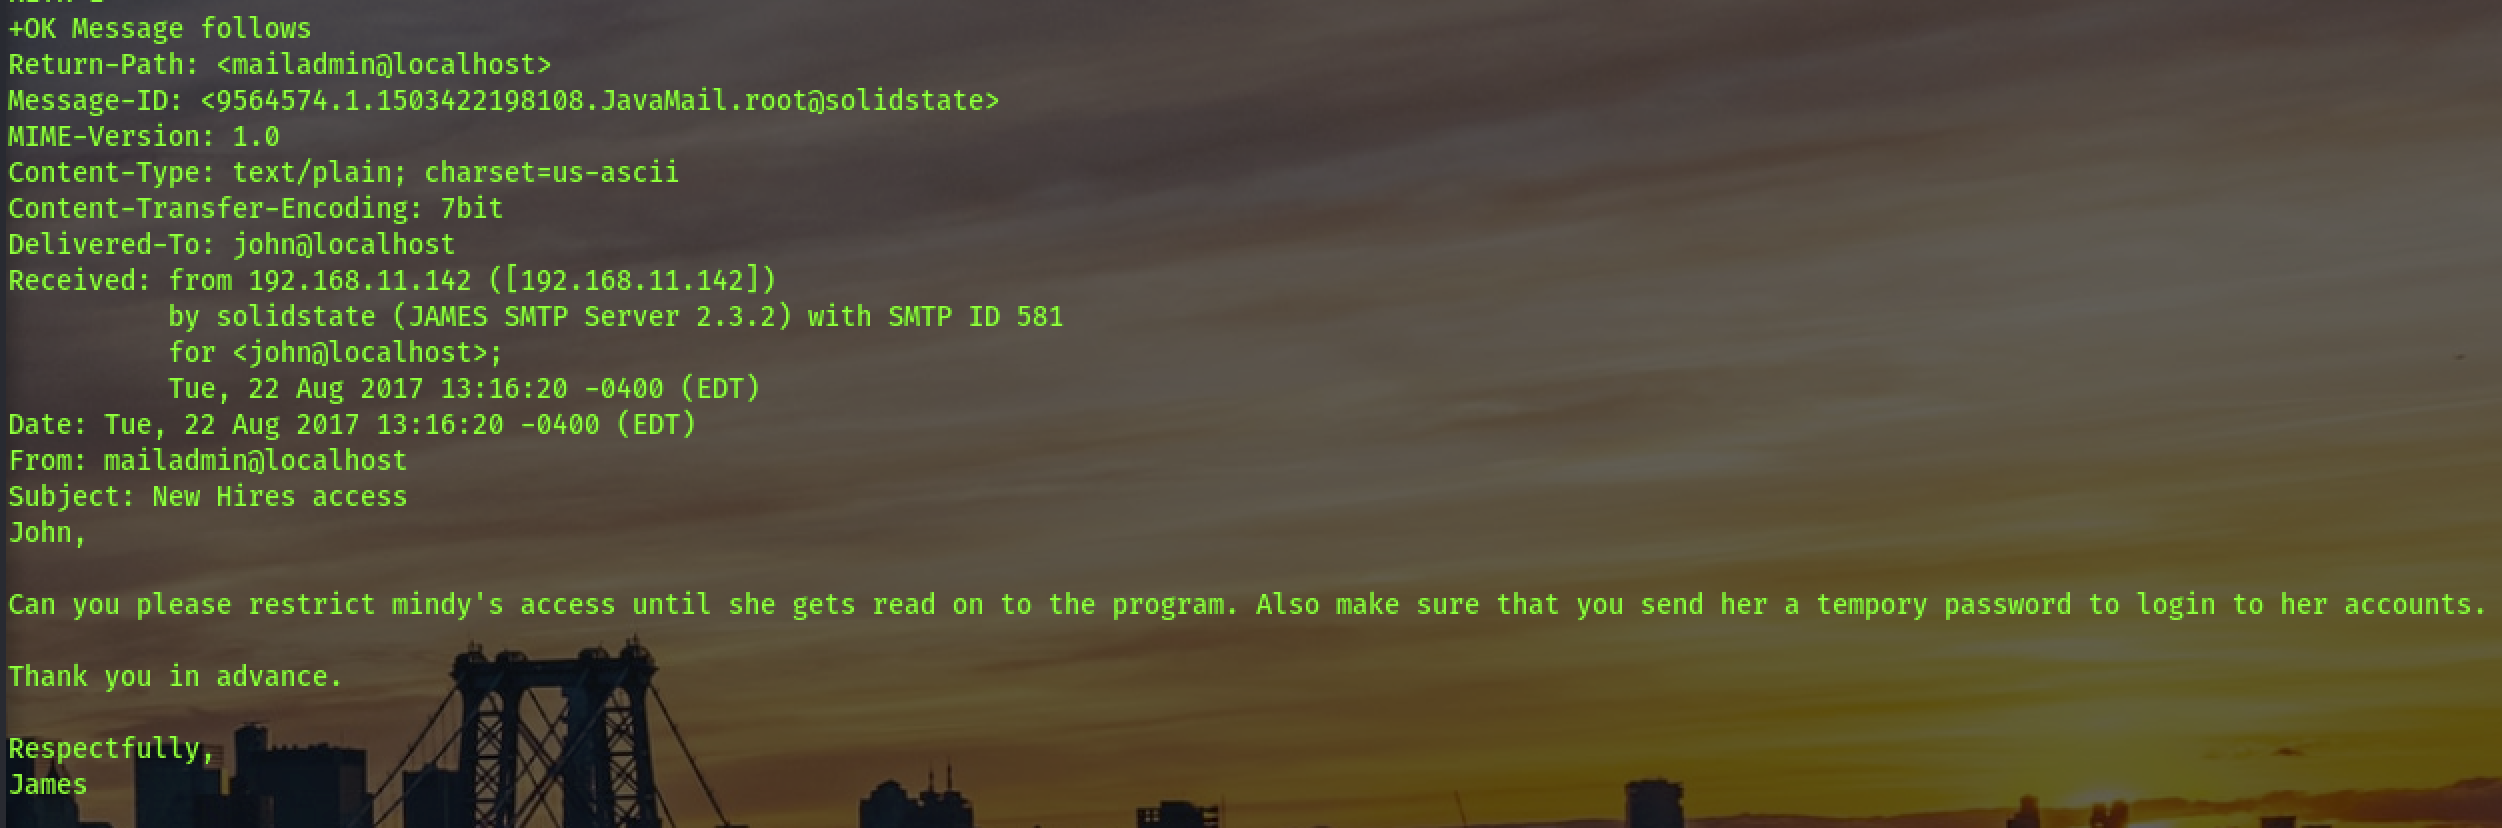 +OK Message follows
Return-Path: <mailadmin@localhost>
Message-ID: <9564574.1.1503422198108.JavaMail.root@solidstate>
MIME-Version: 1.0
Content-Type: text/plain; charset=us-ascii
Content-Transfer-Encoding: 7bit
Delivered-To: john@localhost
Received: from 192.168.11.142 ([192.168.11.142])
          by solidstate (JAMES SMTP Server 2.3.2) with SMTP ID 581
          for <john@localhost>;
          Tue, 22 Aug 2017 13:16:20 -0400 (EDT)
Date: Tue, 22 Aug 2017 13:16:20 -0400 (EDT)
From: mailadmin@localhost
Subject: New Hires access
John,
Can you please restrict mindy's access until she gets read on to the program. Also make sure that you send her a tempory password to login to her accounts.
Thank you in advance.
Respectfully,
James